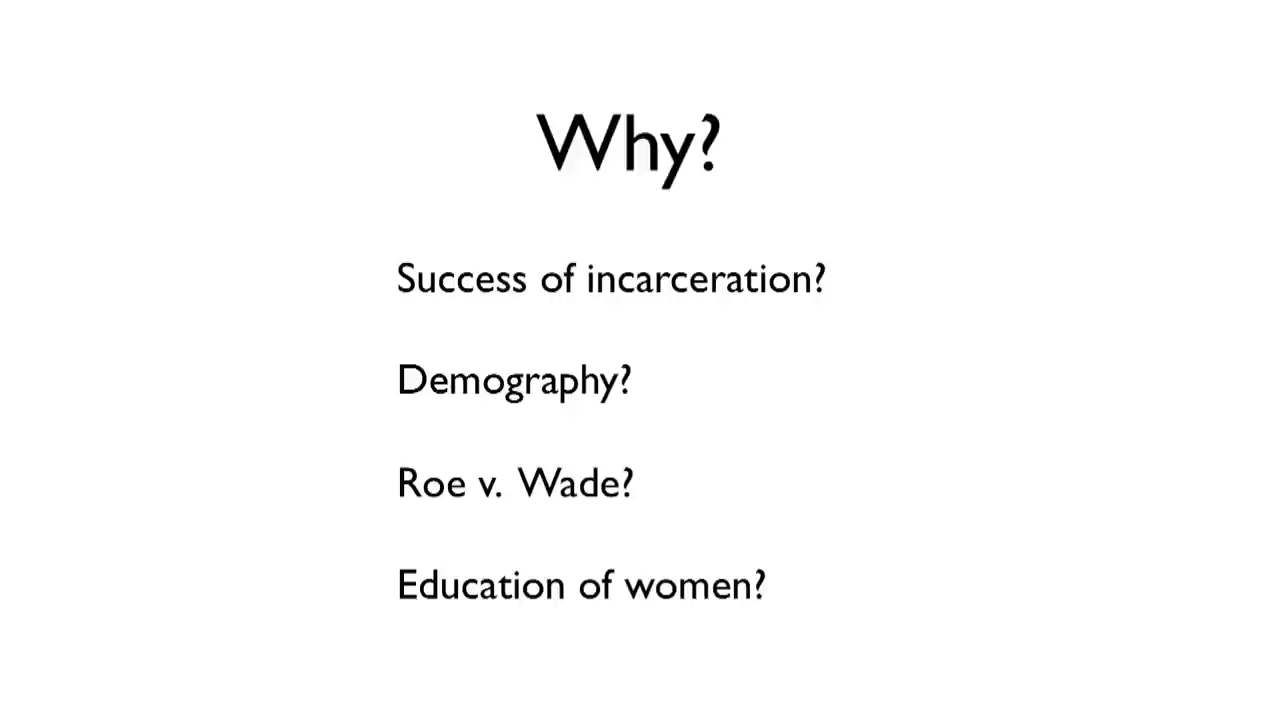 Why?
Success of incarceration?
Demography?
Roe v. Wade?
Education of women?